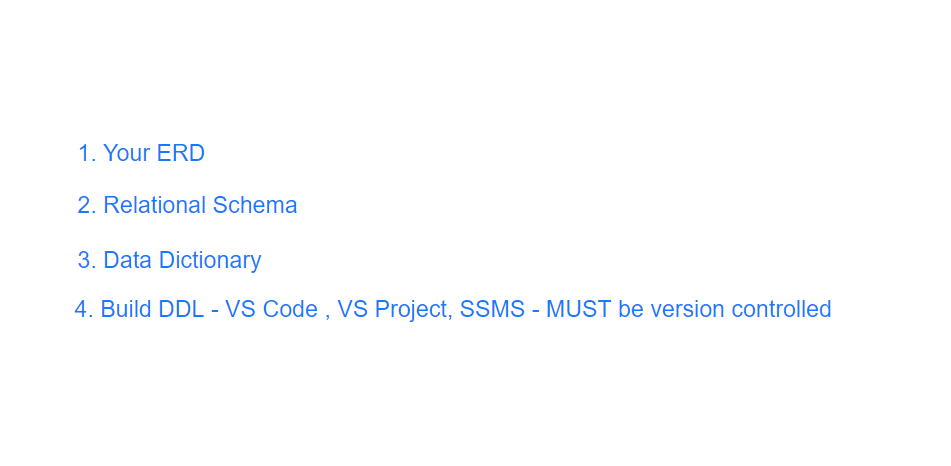 1. Your ERD
2. Relational Schema
3. Data Dictionary
4. Build DDL - VS Code , VS Project, SSMS - MUST be version controlled